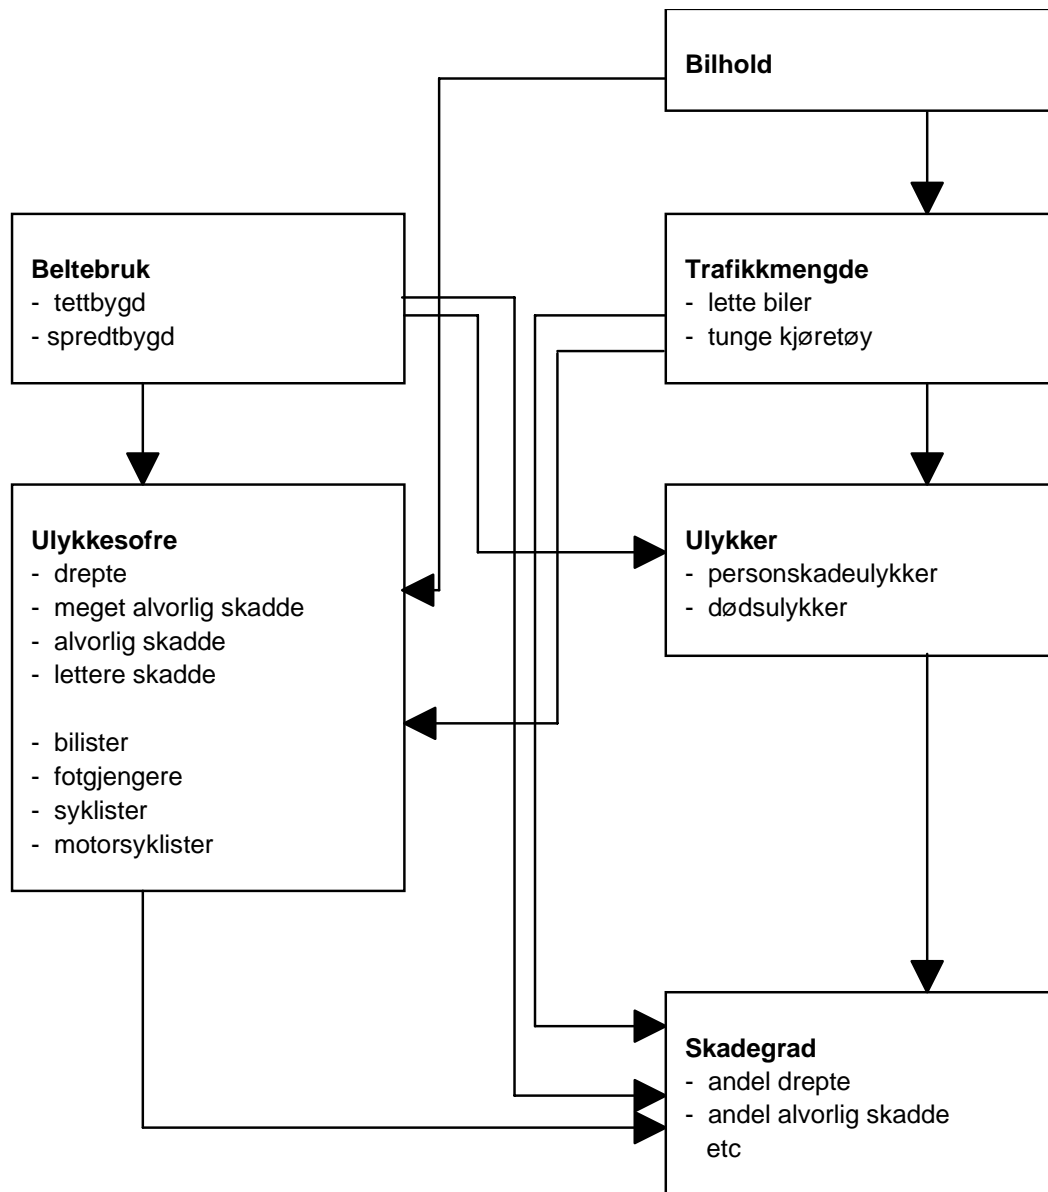 Bilhold
Beltebruk
- tettbygd
- spredtbygd
Trafikkmengde
- lette biler
- tunge kjøretøy
Ulykkesofre
- drepte
- meget alvorlig skadde
- alvorlig skadde
- lettere skadde
- bilister
- fotgjengere
- syklister
- motorsyklister
Ulykker
- personskadeulykker
- dødsulykker
Skadegrad
- andel drepte
- andel alvorlig skadde
etc